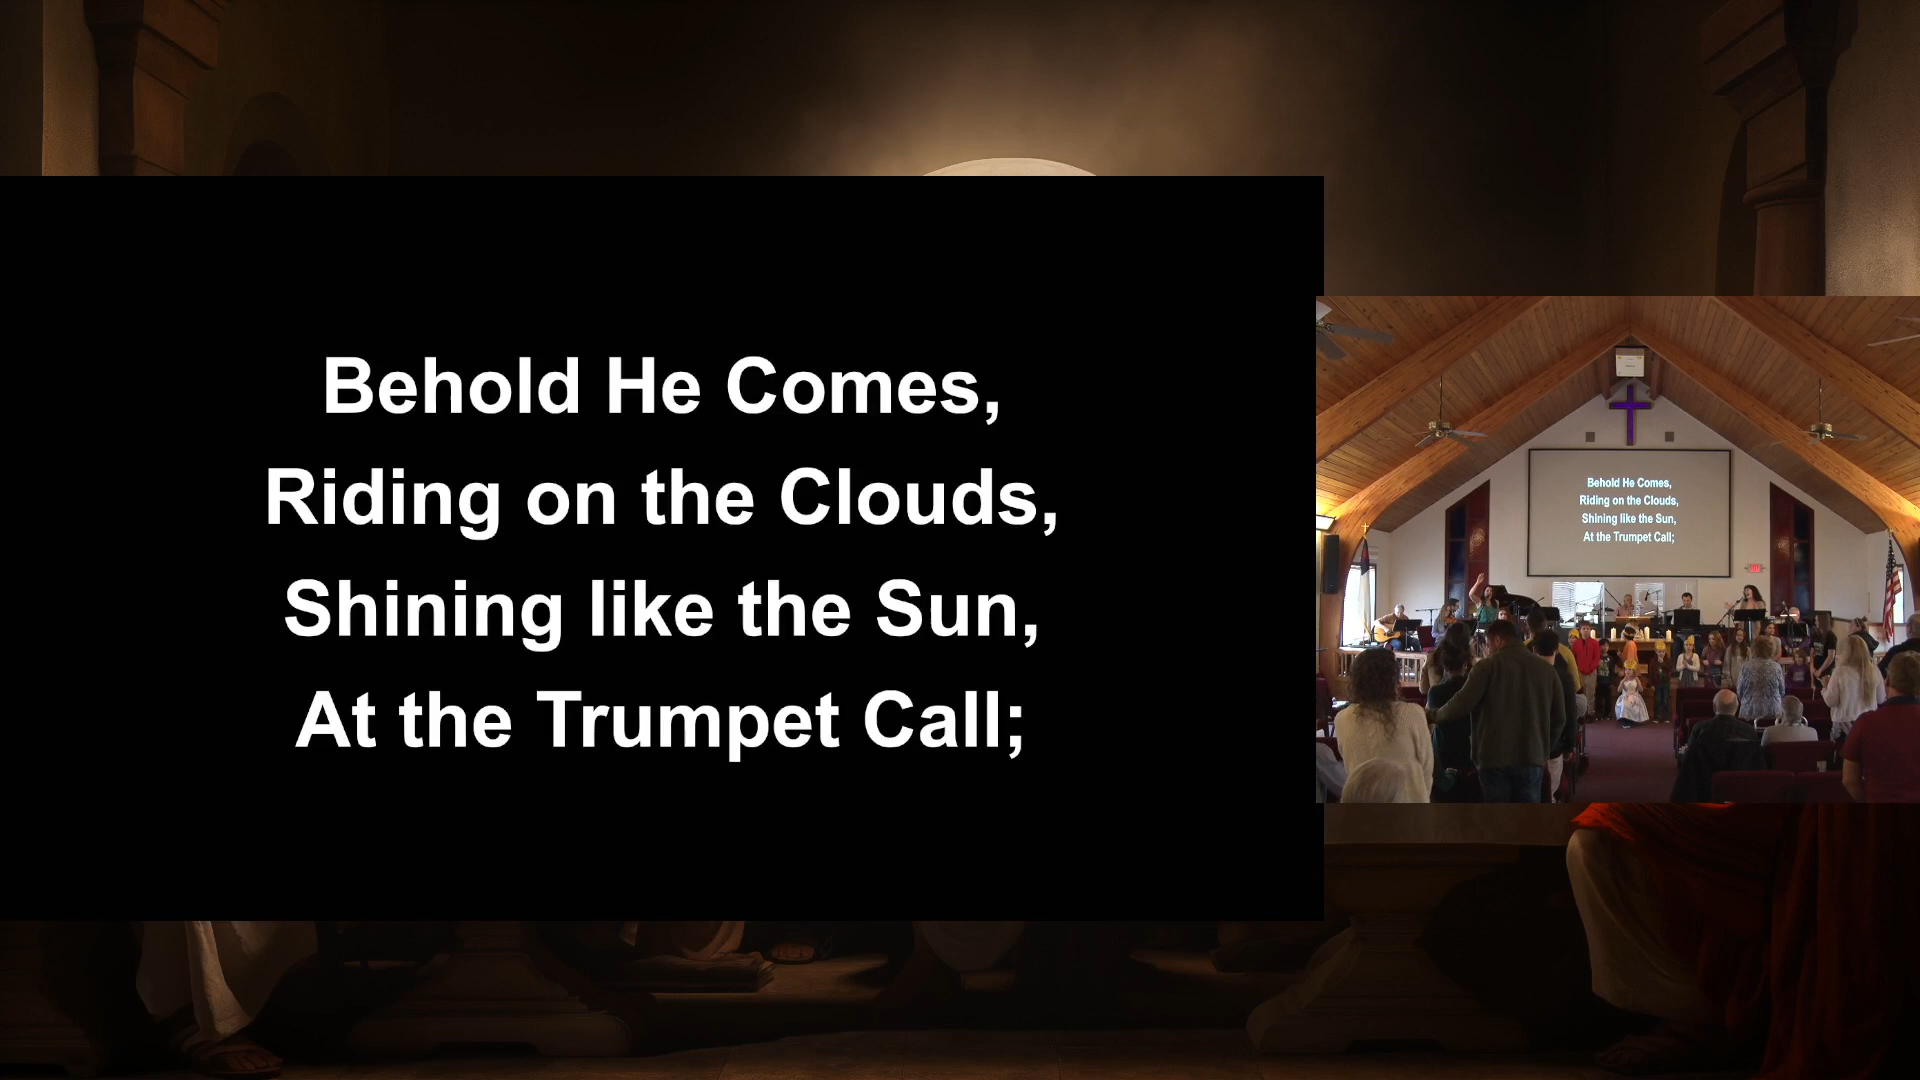 Behold He Comes,
Riding on the Clouds,
Shining like the Sun,
At the Trumpet Call;
Behold He Comes,
Riding on the Clouds,
Shining like the Sun,
At the Trumpet Call;